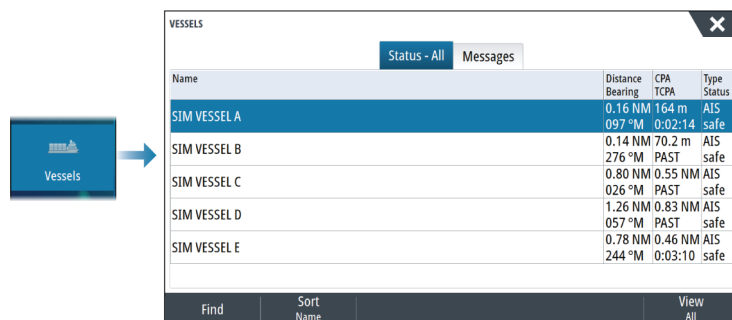 Vessels
VESSELS
Status - All Messages
Name Distance CPA Type
Bearing TCPA Status
SIM VESSEL A 0.16 NM 164 m AIS
097 °M 0:02:14 safe
SIM VESSEL B 0.14 NM 70.2 m AIS
276 °M PAST safe
SIM VESSEL C 0.80 NM 0.55 NM AIS
026 °M PAST safe
SIM VESSEL D 1.26 NM 0.83 NM AIS
057 °M PAST safe
SIM VESSEL E 0.78 NM 0.46 NM AIS
244 °M 0:03:10 safe
Find Sort View
Name All